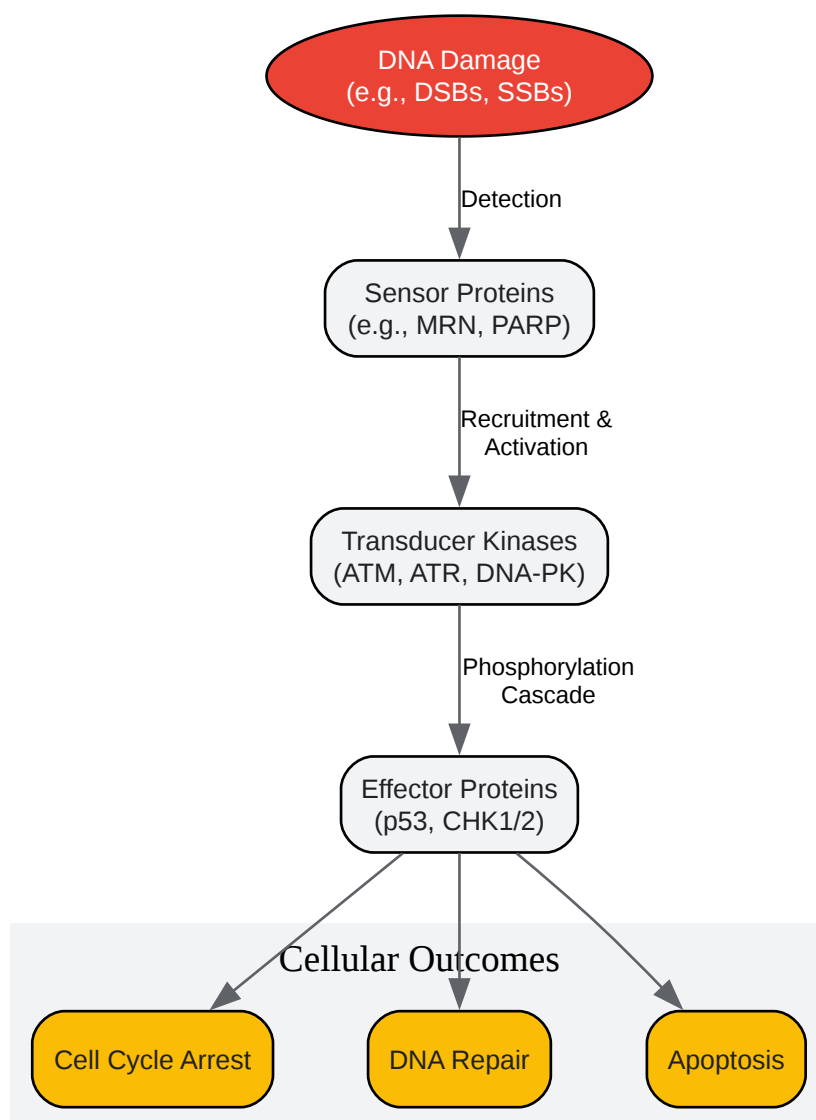 DNA Damage
(e.g., DSBs, SSBs)
Detection
Sensor Proteins
(e.g., MRN, PARP)
Recruitment &
Activation
Transducer Kinases
(ATM, ATR, DNA-PK)
Phosphorylation
Cascade
Effector Proteins
(p53, CHK1/2)
Cellular Outcomes
Cell Cycle Arrest
DNA Repair
Apoptosis